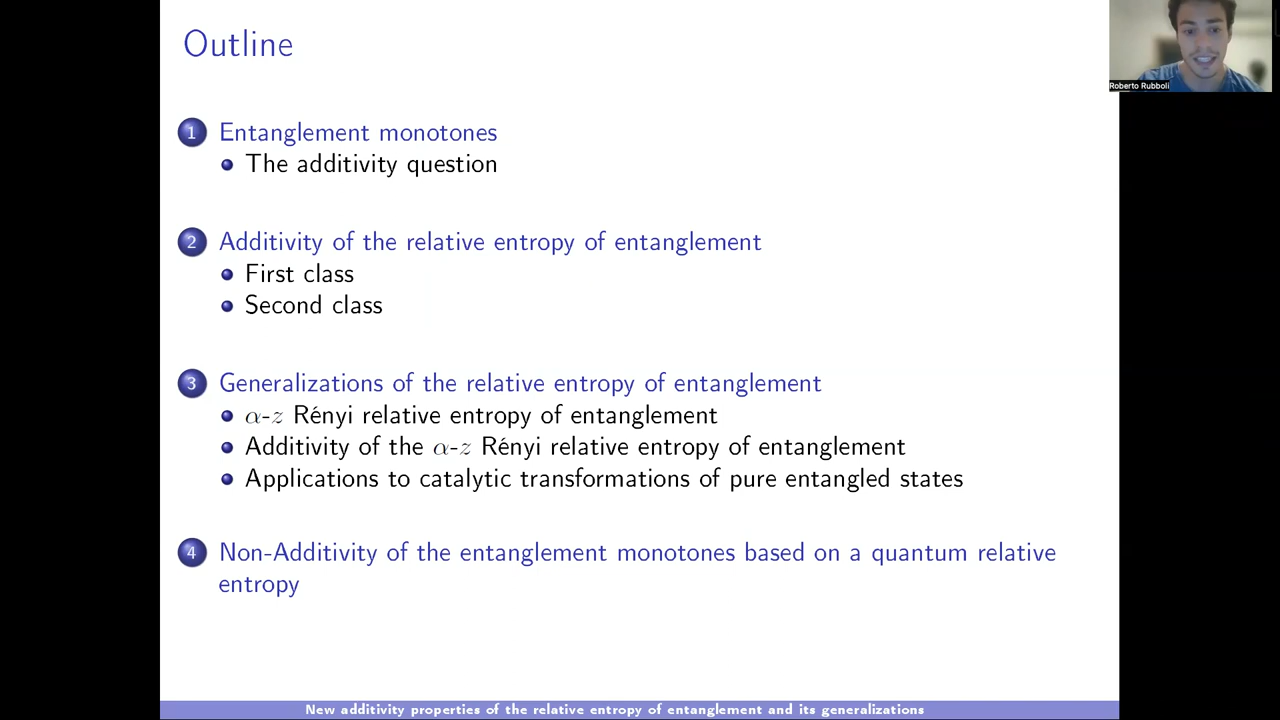 Outline
Roberto Rubboli
1 Entanglement monotones
The additivity question
2 Additivity of the relative entropy of entanglement
First class
Second class
3 Generalizations of the relative entropy of entanglement
α-z Rényi relative entropy of entanglement
Additivity of the α-z Rényi relative entropy of entanglement
Applications to catalytic transformations of pure entangled states
4 Non-Additivity of the entanglement monotones based on a quantum relative
entropy
New additivity properties of the relative entropy of entanglement and its generalizations